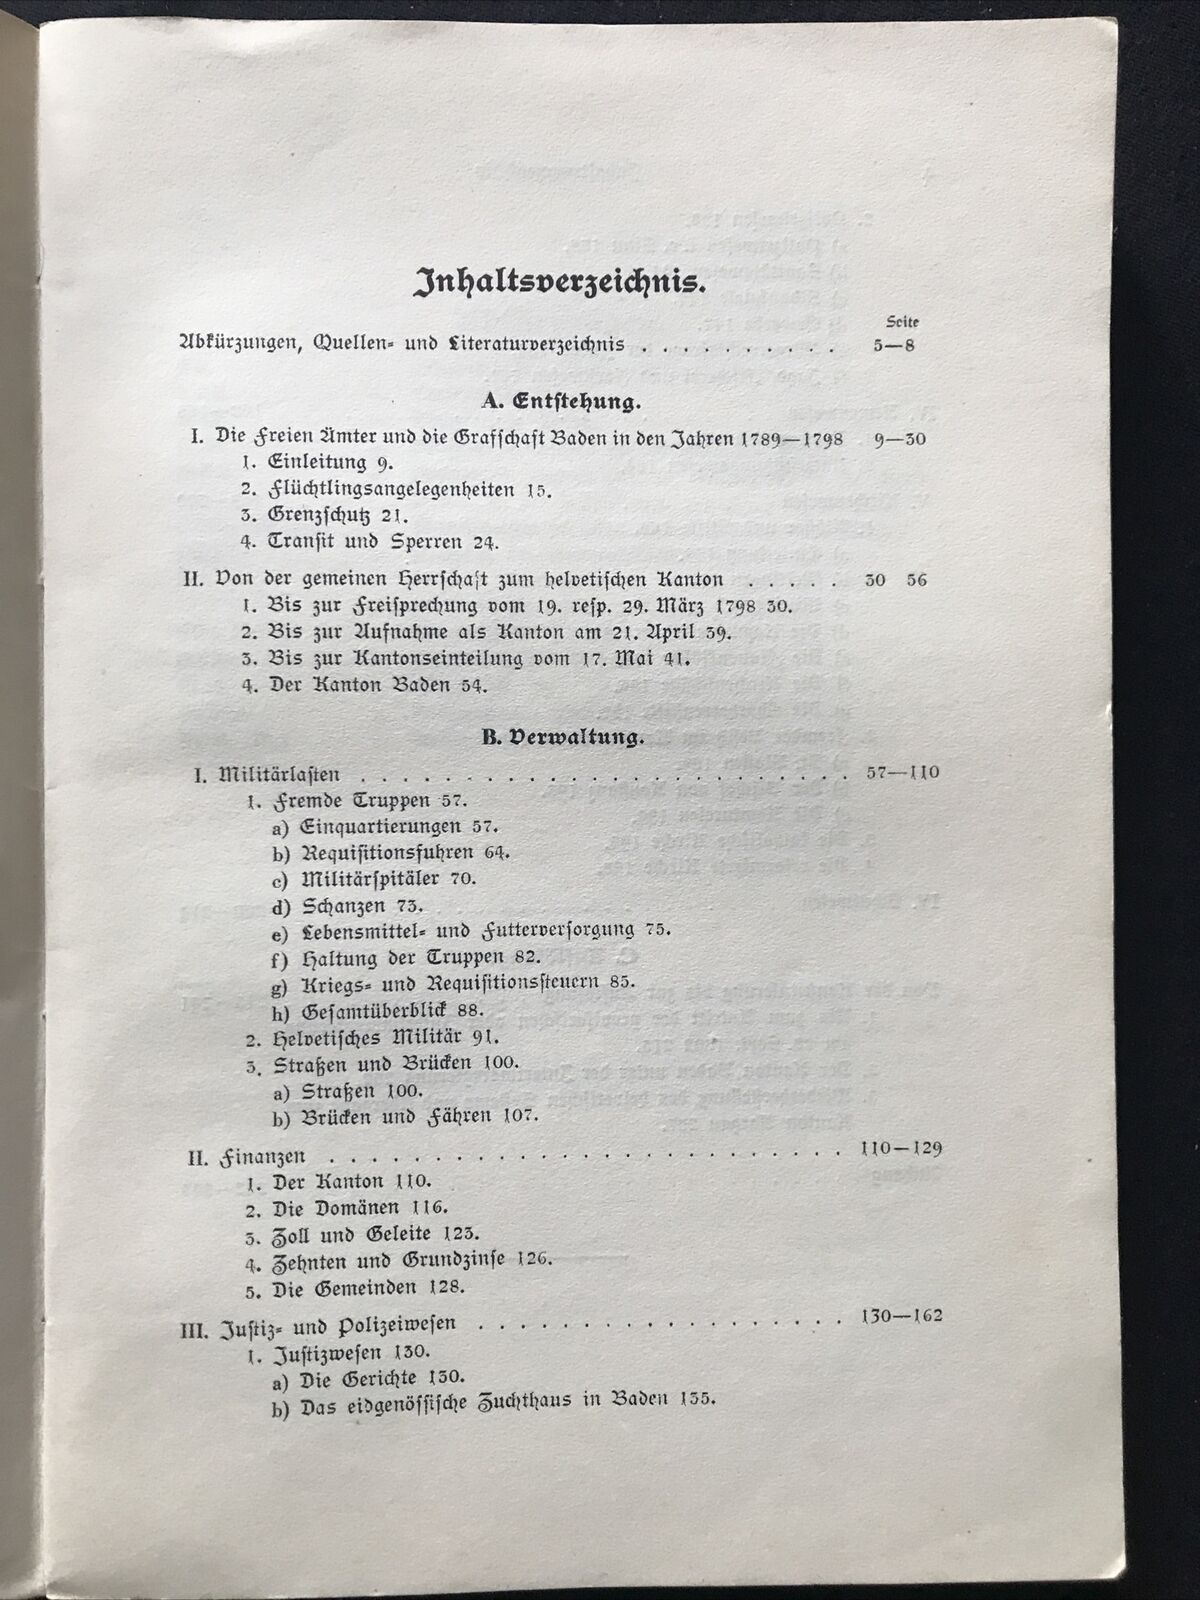 Inhaltsverzeichnis.
Seite
Abkürzungen, Quellen- und Literaturverzeichnis . . . . . . . . . . 5—8
A. Entstehung.
I. Die Freien Ämter und die Grafschaft Baden in den Jahren 1789—1798 9—30
1. Einleitung 9.
2. Flüchtlingsangelegenheiten 15.
3. Grenzschutz 21.
4. Transit und Sperren 24.
II. Von der gemeinen Herrschaft zum helvetischen Kanton . . . . . 30 56
1. Bis zur Freisprechung vom 19. resp. 29. März 1798 30.
2. Bis zur Aufnahme als Kanton am 21. April 39.
3. Bis zur Kantonseinteilung vom 17. Mai 41.
4. Der Kanton Baden 54.
B. Verwaltung.
I. Militärlasten . . . . . . . . . . . . . . . . . . . . . . . . . 57—110
1. Fremde Truppen 57.
a) Einquartierungen 57.
b) Requisitionsfuhren 64.
c) Militärspitäler 70.
d) Schanzen 73.
e) Lebensmittel- und Futterversorgung 75.
f) Haltung der Truppen 82.
g) Kriegs- und Requisitionssteuern 85.
h) Gesamtüberblick 88.
2. Helvetisches Militär 91.
3. Straßen und Brücken 100.
a) Straßen 100.
b) Brücken und Fähren 107.
II. Finanzen . . . . . . . . . . . . . . . . . . . . . . . . . . 110—129
1. Der Kanton 110.
2. Die Domänen 116.
3. Zoll und Geleite 123.
4. Zehnten und Grundzinse 126.
5. Die Gemeinden 128.
III. Justiz- und Polizeiwesen . . . . . . . . . . . . . . . . . . . 130—162
1. Justizwesen 130.
a) Die Gerichte 130.
b) Das eidgenössische Zuchthaus in Baden 135.